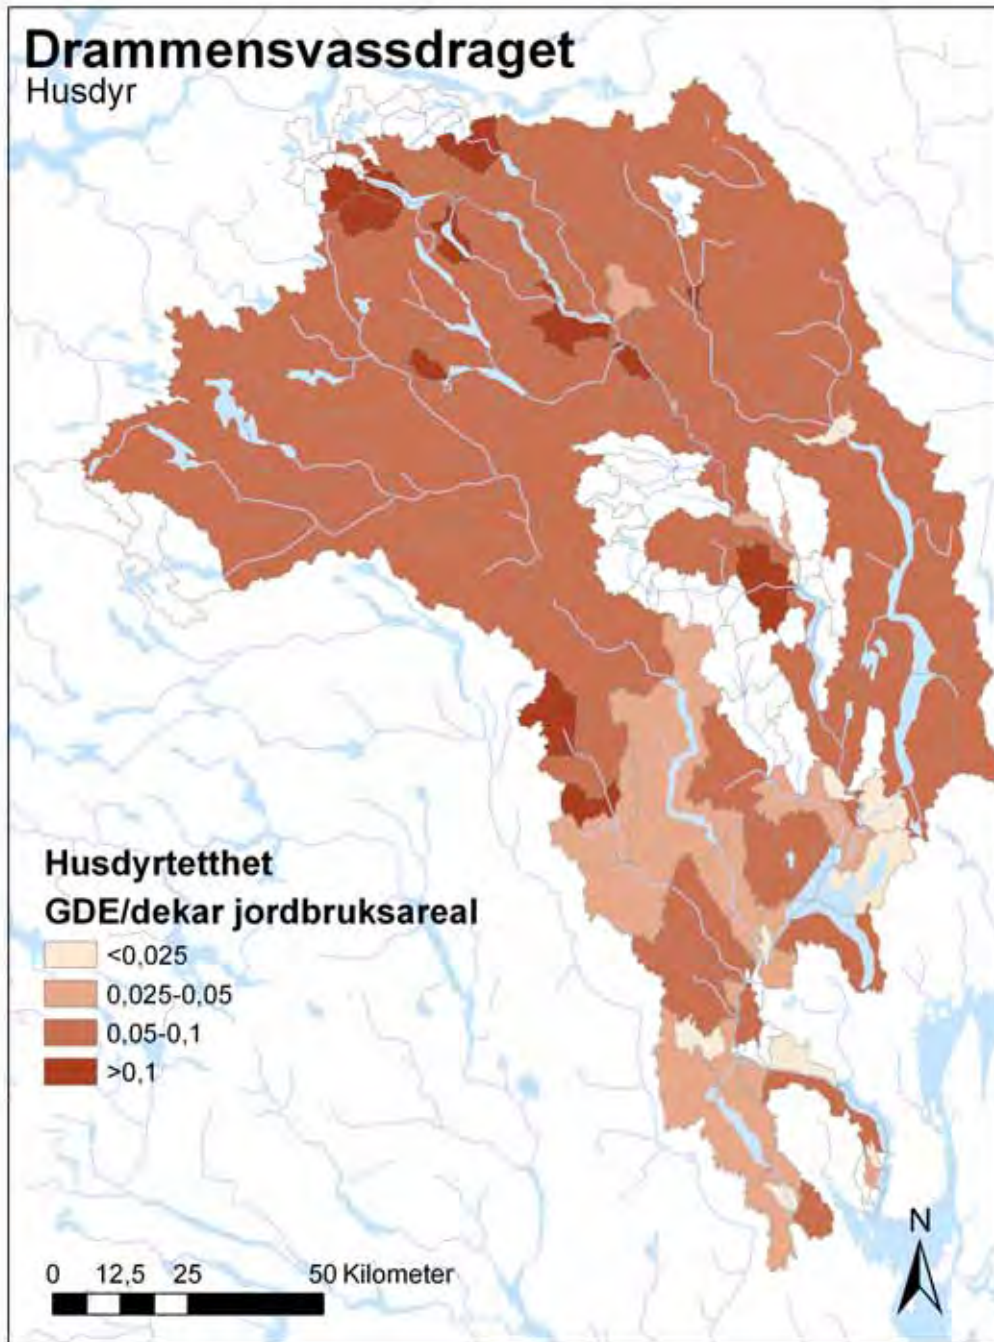 Drammensvassdraget
Husdyr
Husdyrtetthet
GDE/dekar jordbruksareal
<0,025
0,025-0,05
0,05-0,1
>0,1
0 12,5 25 50 Kilometer
N